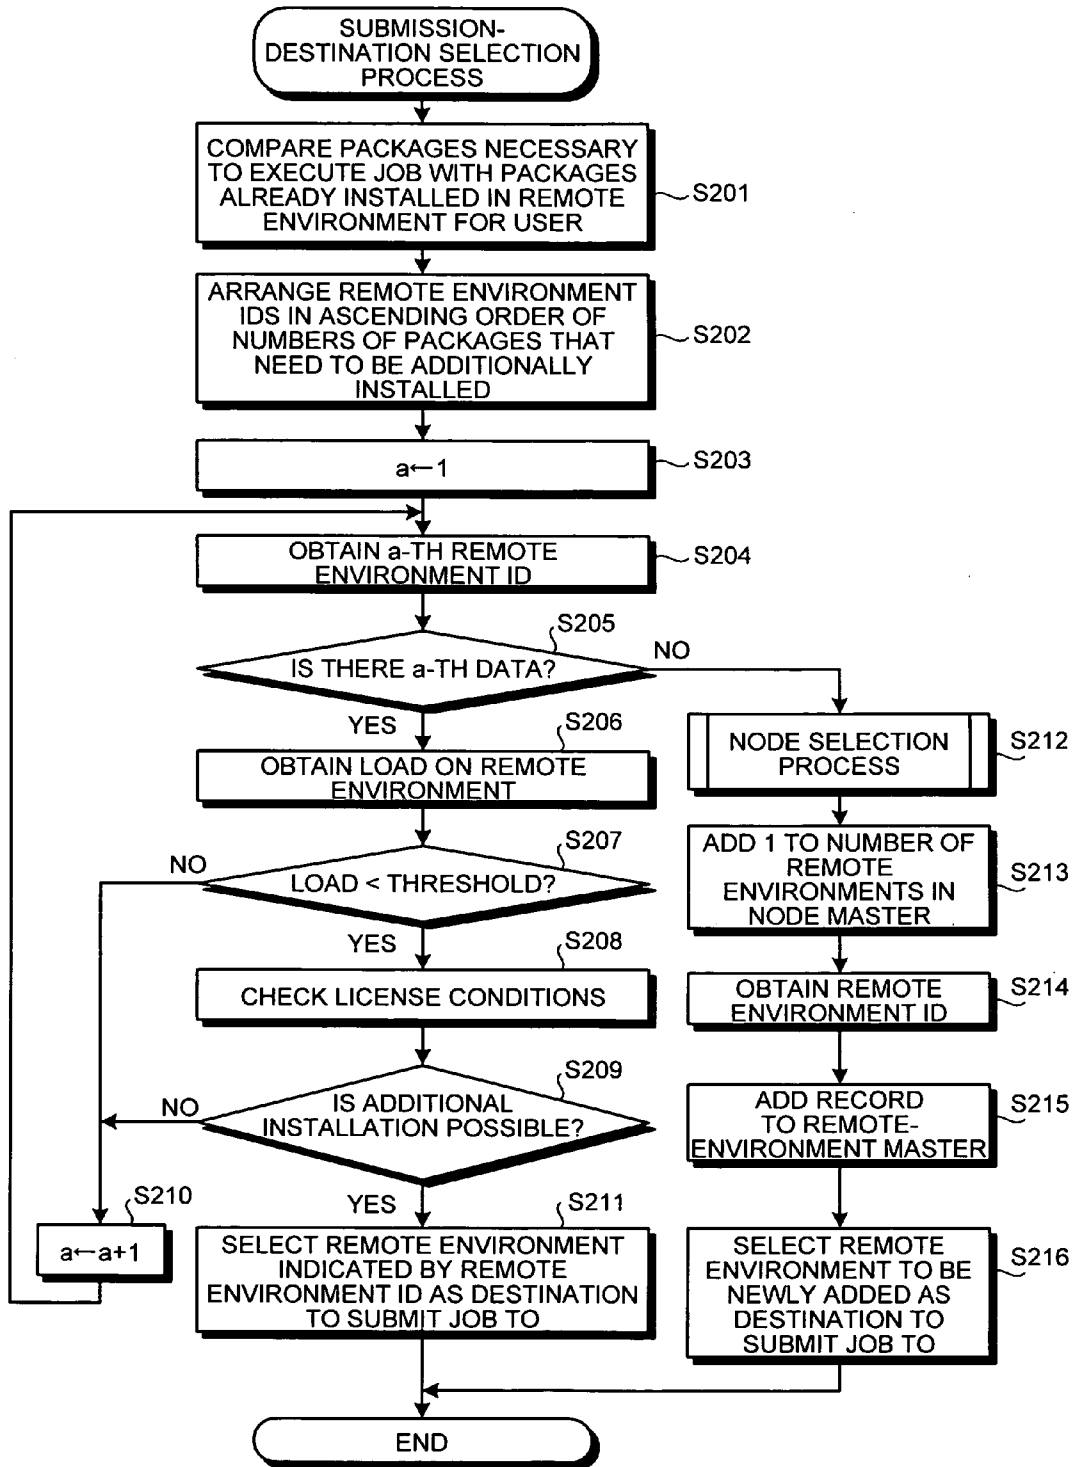 SUBMISSION-
DESTINATION SELECTION
PROCESS
COMPARE PACKAGES NECESSARY
TO EXECUTE JOB WITH PACKAGES
ALREADY INSTALLED IN REMOTE
ENVIRONMENT FOR USER
S201
ARRANGE REMOTE ENVIRONMENT
IDS IN ASCENDING ORDER OF
NUMBERS OF PACKAGES THAT
NEED TO BE ADDITIONALLY
INSTALLED
S202
a←1
S203
OBTAIN a-TH REMOTE
ENVIRONMENT ID
S204
S205
IS THERE a-TH DATA?
NO
YES
S206
OBTAIN LOAD ON REMOTE
ENVIRONMENT
S207
NO
LOAD < THRESHOLD?
YES
S208
CHECK LICENSE CONDITIONS
S209
NO
IS ADDITIONAL
INSTALLATION POSSIBLE?
YES
S210
a←a+1
S211
SELECT REMOTE ENVIRONMENT
INDICATED BY REMOTE
ENVIRONMENT ID AS DESTINATION
TO SUBMIT JOB TO
NODE SELECTION
PROCESS
S212
ADD 1 TO NUMBER OF
REMOTE
ENVIRONMENTS IN
NODE MASTER
S213
OBTAIN REMOTE
ENVIRONMENT ID
S214
ADD RECORD
TO REMOTE-
ENVIRONMENT MASTER
S215
SELECT REMOTE
ENVIRONMENT TO BE
NEWLY ADDED AS
DESTINATION TO
SUBMIT JOB TO
S216
END